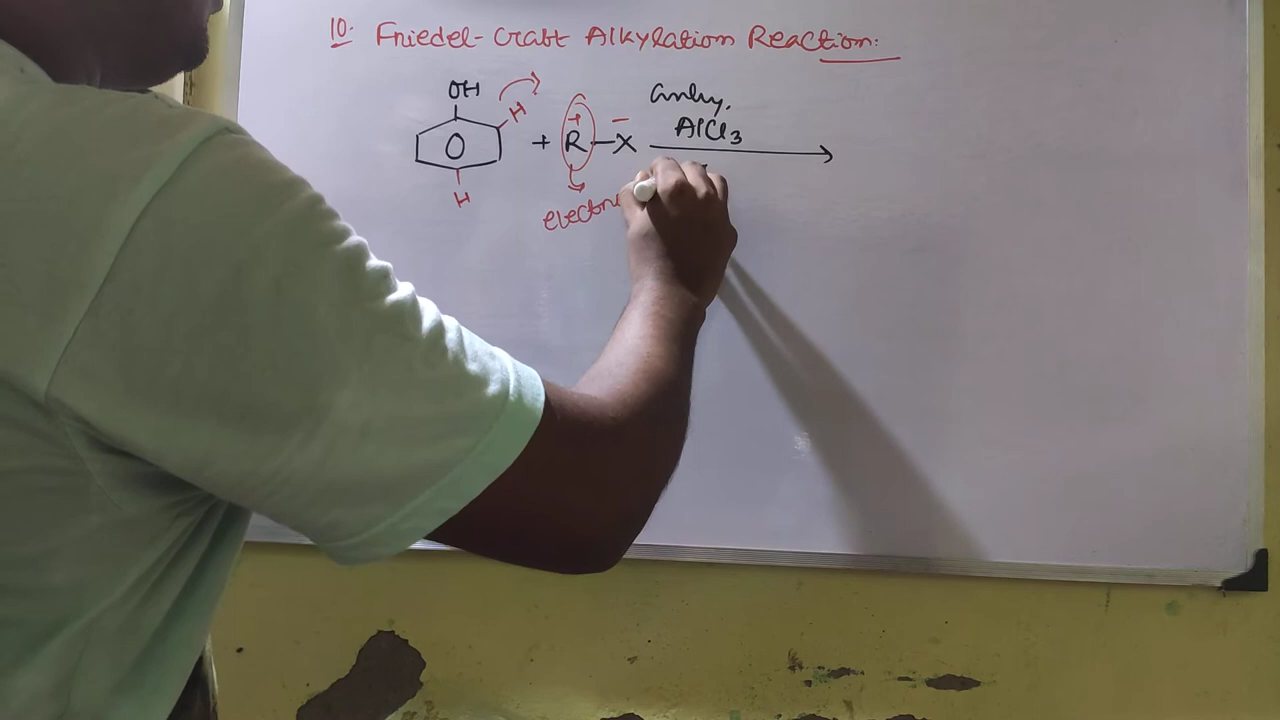 10. Friedel-Craft Alkylation Reaction:
OH
H
+ R—X
+ −
anhy.
AlCl3
H
electro